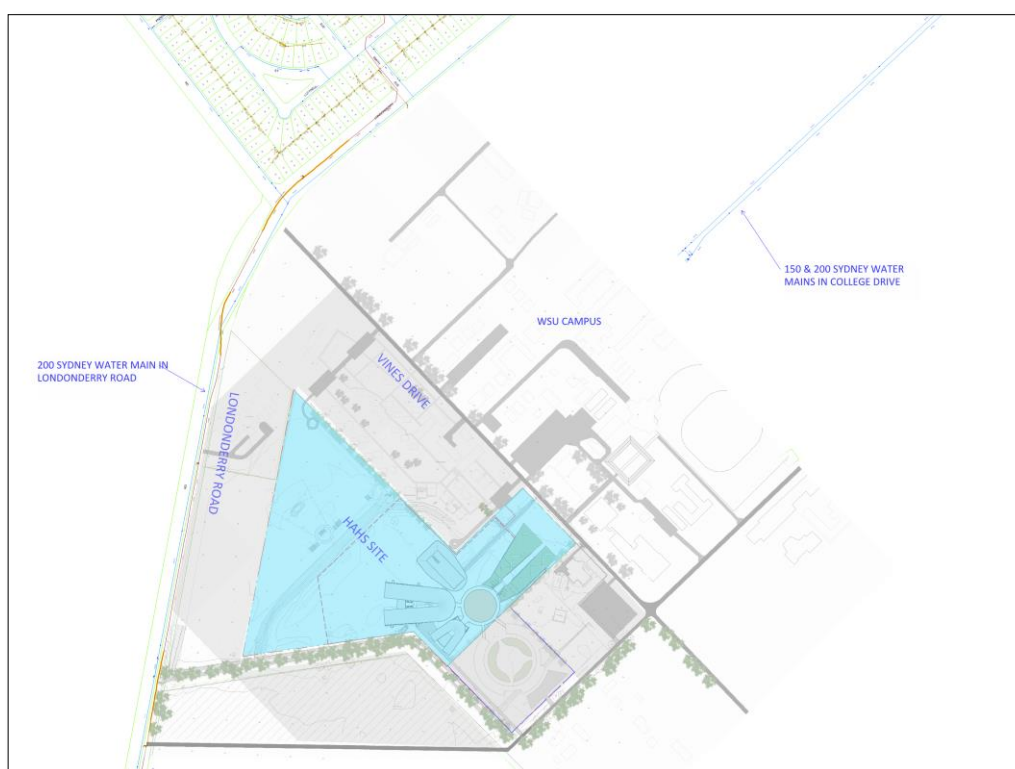 150 & 200 SYDNEY WATER
MAINS IN COLLEGE DRIVE
WSU CAMPUS
VINES DRIVE
200 SYDNEY WATER MAIN IN
LONDONDERRY ROAD
LONDONDERRY ROAD
HAHS SITE